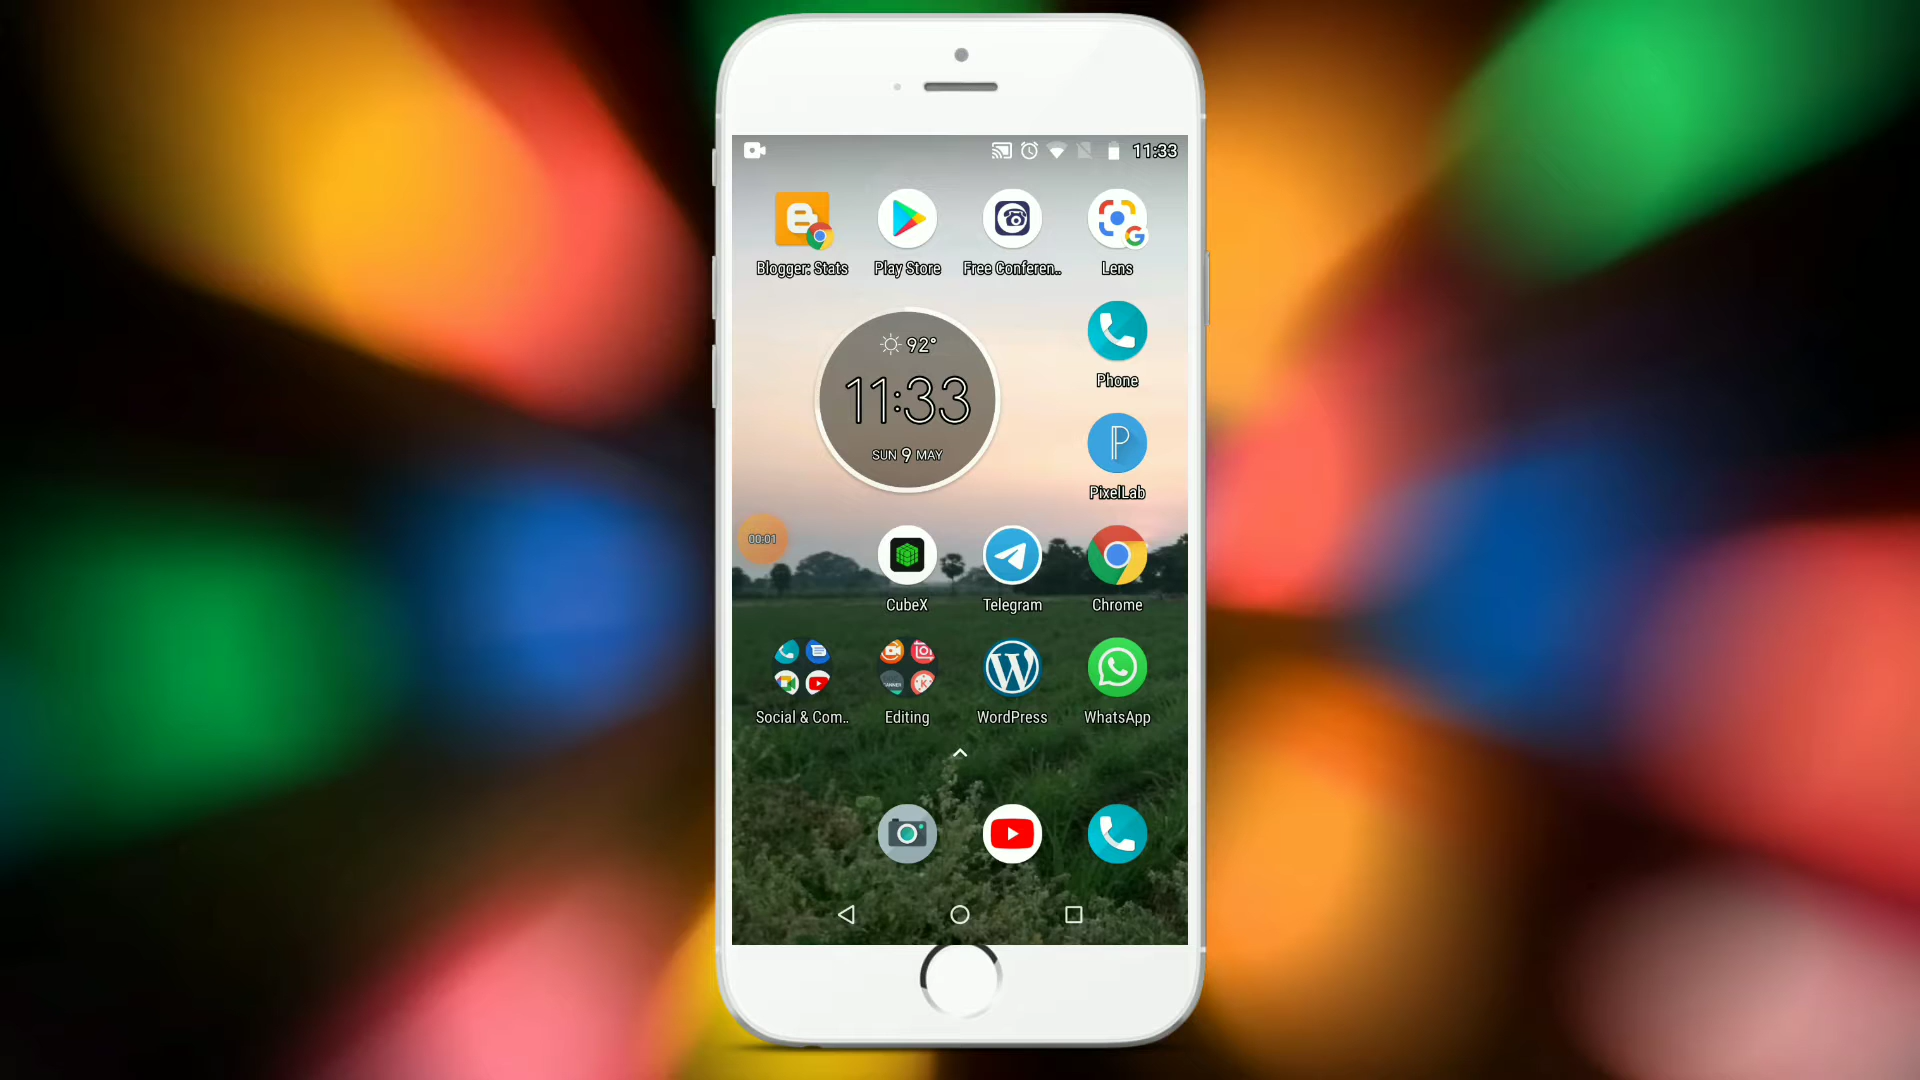 11:33
Blogger: Stats
Play Store
Free Conferen..
Lens
92°
11:33
SUN 9 MAY
Phone
PixelLab
00:01
CubeX
Telegram
Chrome
Social & Com..
Editing
WordPress
WhatsApp